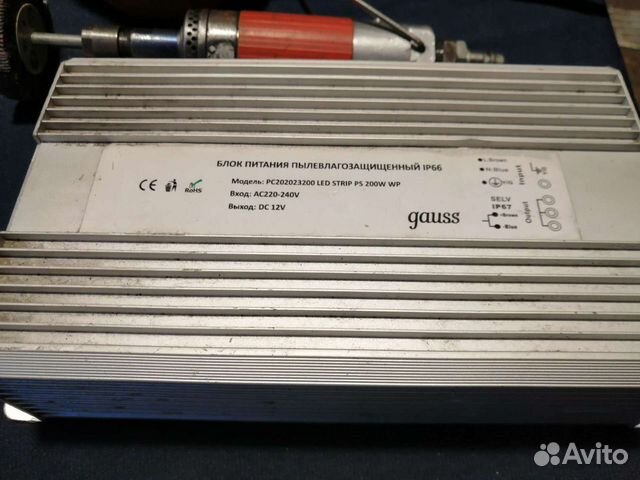 БЛОК ПИТАНИЯ ПЫЛЕВЛАГОЗАЩИЩЕННЫЙ IP66
Модель: PC202023200 LED STRIP PS 200W WP
Вход: AC220-240V
Выход: DC 12V
CE
RoHS
gauss
L:Brown
N:Blue
Y/G
SELV
IP67
+Brown
-Blue
Input
Output
Avito